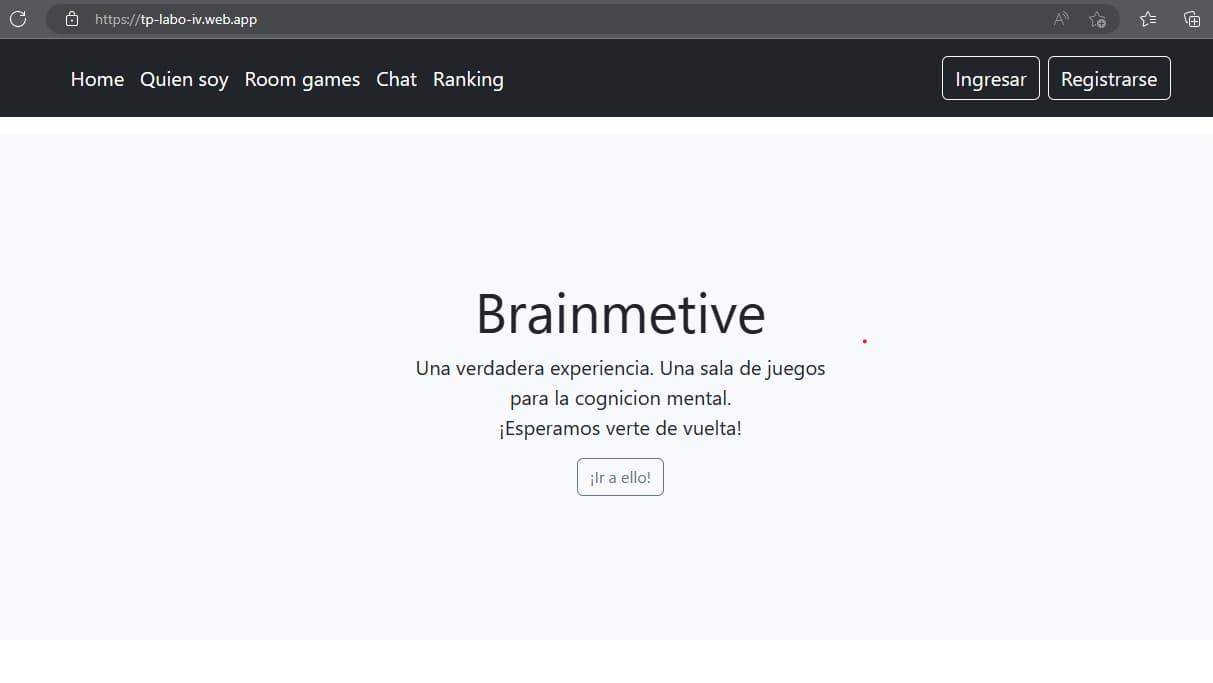 https://tp-labo-iv.web.app
Home Quien soy Room games Chat Ranking Ingresar Registrarse
Brainmetive
Una verdadera experiencia. Una sala de juegos
para la cognicion mental.
¡Esperamos verte de vuelta!
¡Ir a ello!